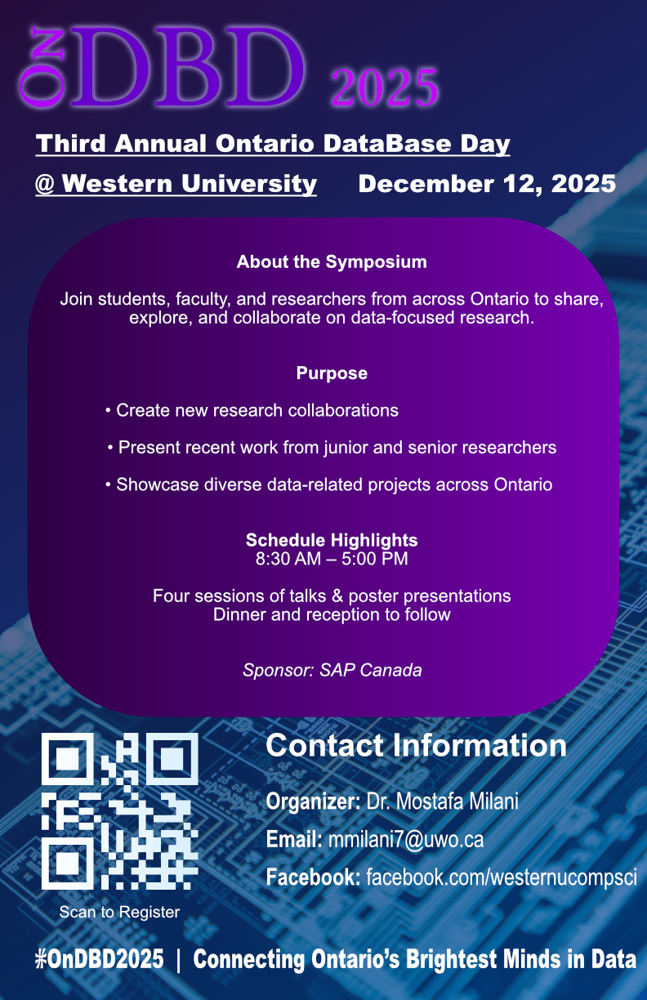 ONDBD 2025
Third Annual Ontario DataBase Day
@ Western University December 12, 2025
About the Symposium
Join students, faculty, and researchers from across Ontario to share,
explore, and collaborate on data-focused research.
Purpose
• Create new research collaborations
• Present recent work from junior and senior researchers
• Showcase diverse data-related projects across Ontario
Schedule Highlights
8:30 AM – 5:00 PM
Four sessions of talks & poster presentations
Dinner and reception to follow
Sponsor: SAP Canada
Contact Information
Organizer: Dr. Mostafa Milani
Email: mmilani7@uwo.ca
Facebook: facebook.com/westernucompsci
Scan to Register
#OnDBD2025 | Connecting Ontario’s Brightest Minds in Data